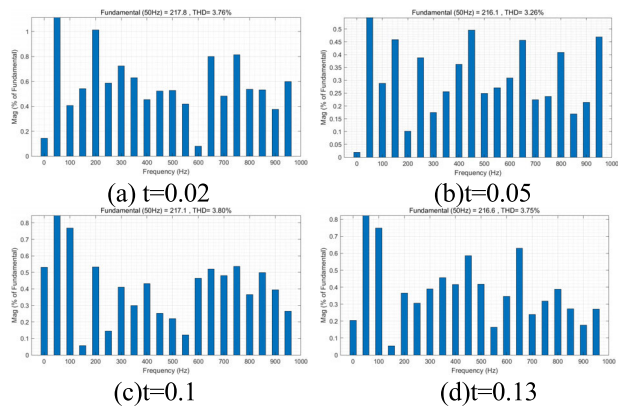 Fundamental (50Hz) = 217.8 , THD= 3.76%
Mag (% of Fundamental)
1
0.8
0.6
0.4
0.2
0
0 100 200 300 400 500 600 700 800 900 1000
Frequency (Hz)
(a) t=0.02
Fundamental (50Hz) = 216.1 , THD= 3.26%
Mag (% of Fundamental)
0.5
0.45
0.4
0.35
0.3
0.25
0.2
0.15
0.1
0.05
0
0 100 200 300 400 500 600 700 800 900 1000
Frequency (Hz)
(b)t=0.05
Fundamental (50Hz) = 217.1 , THD= 3.80%
Mag (% of Fundamental)
0.8
0.7
0.6
0.5
0.4
0.3
0.2
0.1
0
0 100 200 300 400 500 600 700 800 900 1000
Frequency (Hz)
(c)t=0.1
Fundamental (50Hz) = 216.6 , THD= 3.75%
Mag (% of Fundamental)
0.8
0.7
0.6
0.5
0.4
0.3
0.2
0.1
0
0 100 200 300 400 500 600 700 800 900 1000
Frequency (Hz)
(d)t=0.13